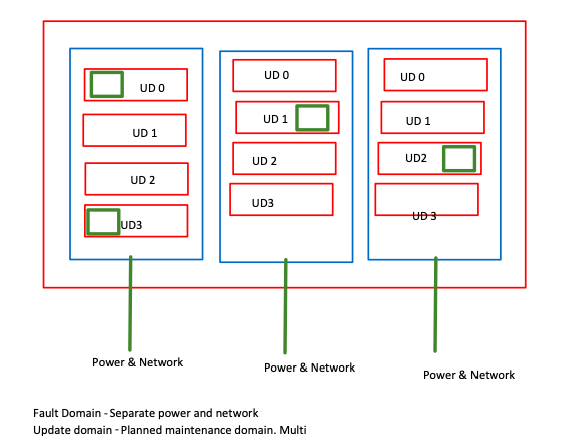 UD 0
UD 1
UD 2
UD3
UD 0
UD 1
UD 2
UD3
UD 0
UD 1
UD2
UD 3
Power & Network
Power & Network
Power & Network
Fault Domain - Separate power and network
Update domain - Planned maintenance domain. Multi